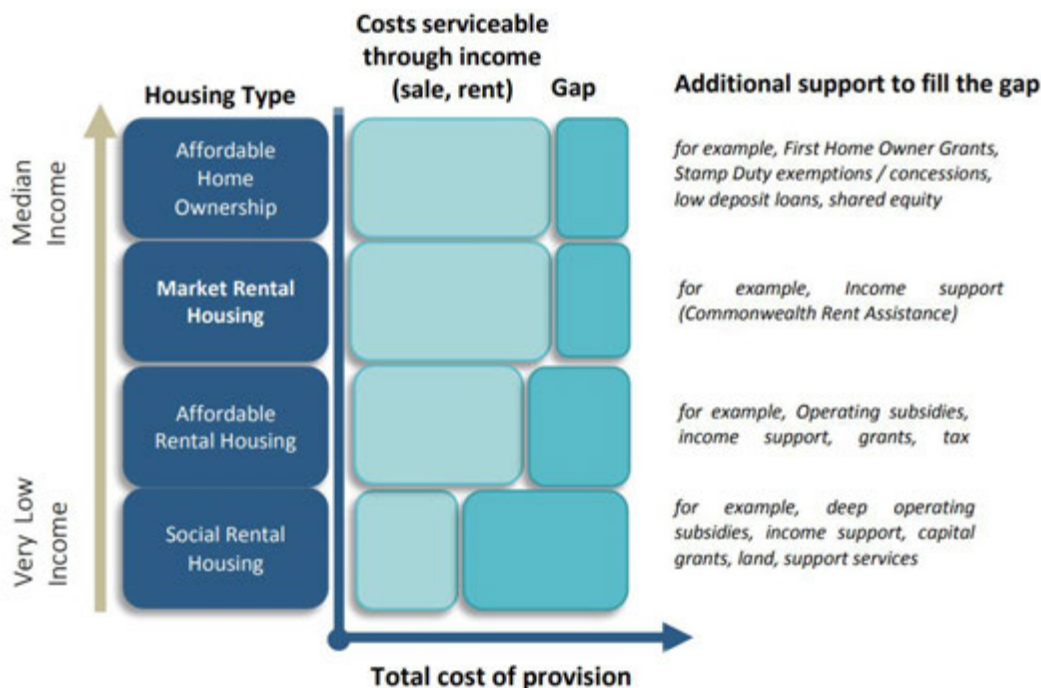 Costs serviceable
through income
(sale, rent)
Gap
Housing Type
Additional support to fill the gap
Median
Income
Affordable
Home
Ownership
for example, First Home Owner Grants,
Stamp Duty exemptions / concessions,
low deposit loans, shared equity
Market Rental
Housing
for example, Income support
(Commonwealth Rent Assistance)
Affordable
Rental Housing
for example, Operating subsidies,
income support, grants, tax
Very Low
Income
Social Rental
Housing
for example, deep operating
subsidies, income support, capital
grants, land, support services
Total cost of provision